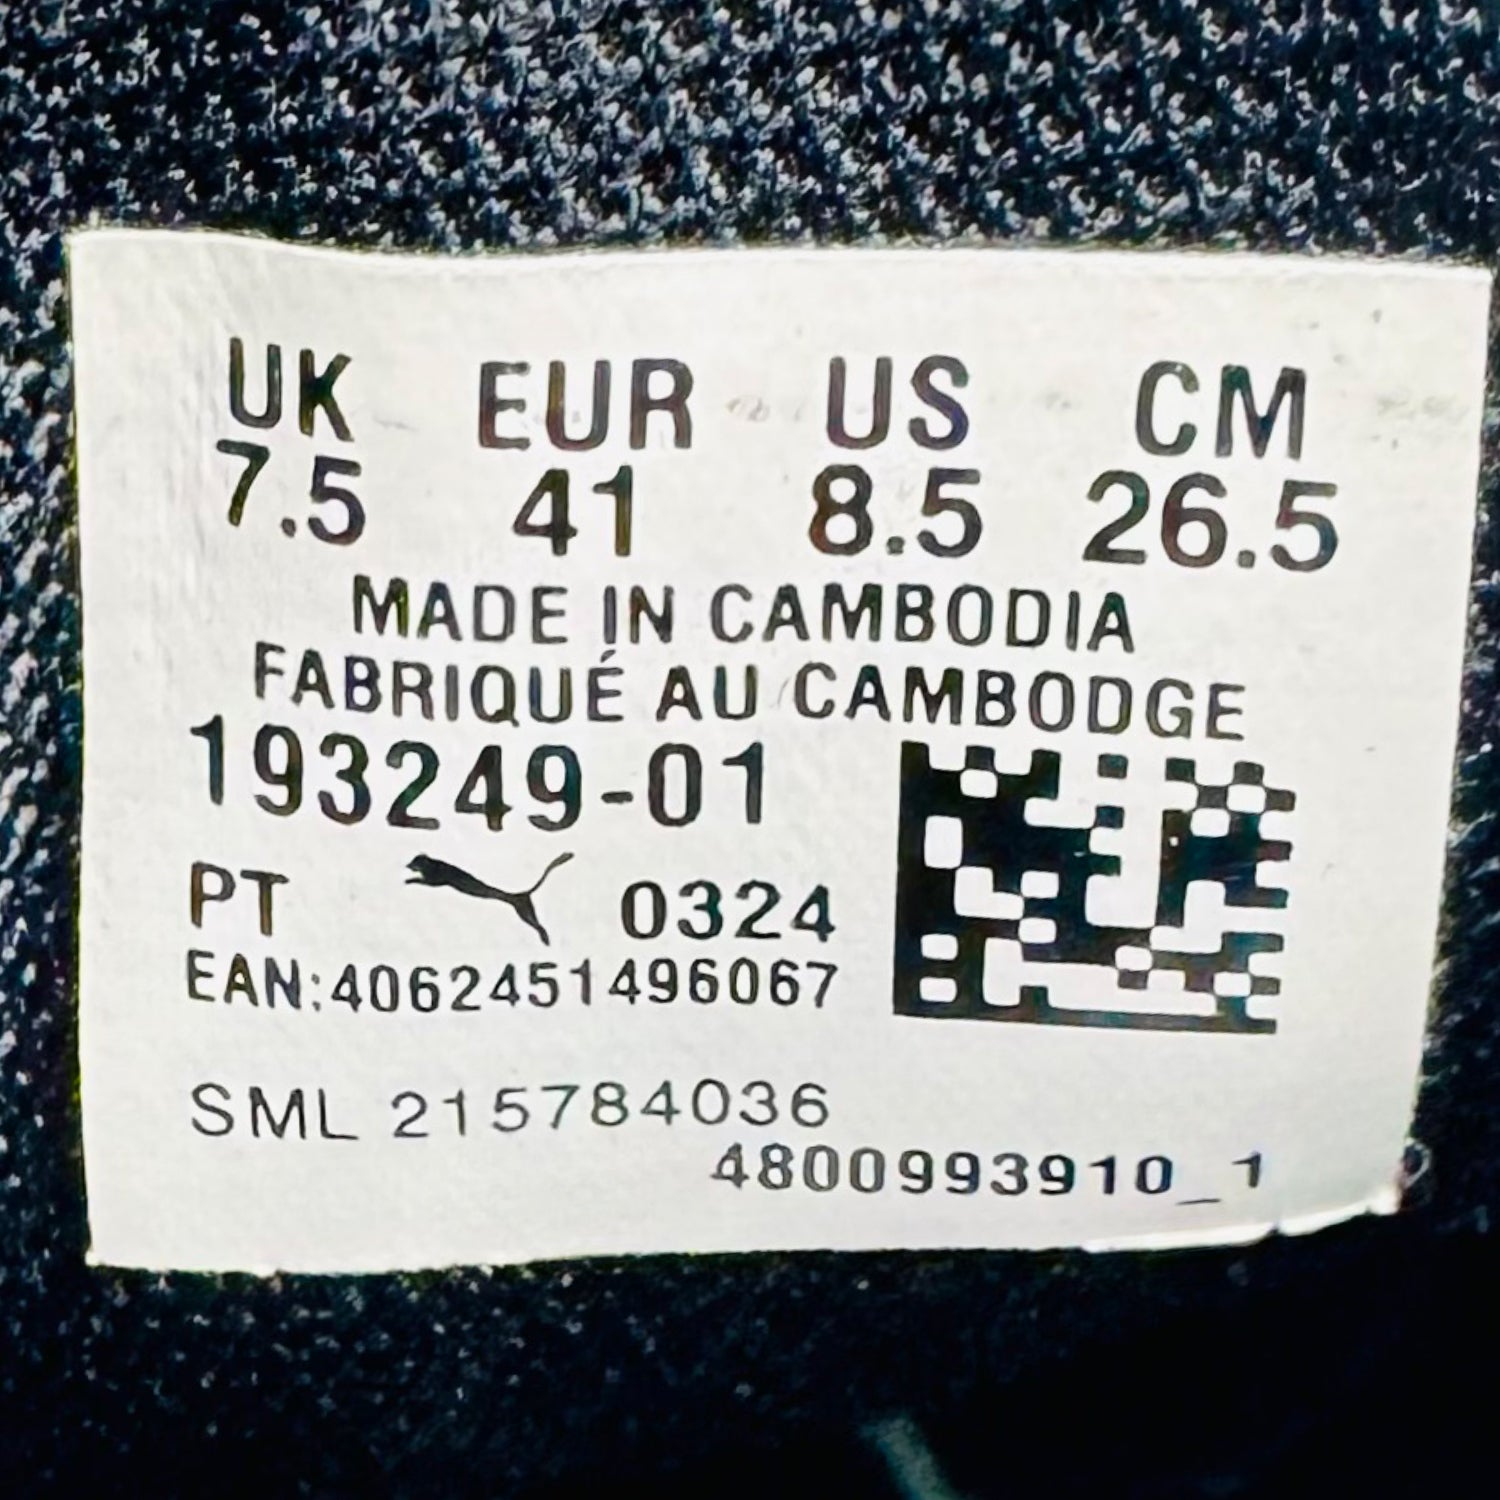 UK EUR US CM
7.5 41 8.5 26.5
MADE IN CAMBODIA
FABRIQUÉ AU CAMBODGE
193249-01
PT 0324
EAN:4062451496067
SML 215784036
4800993910_1